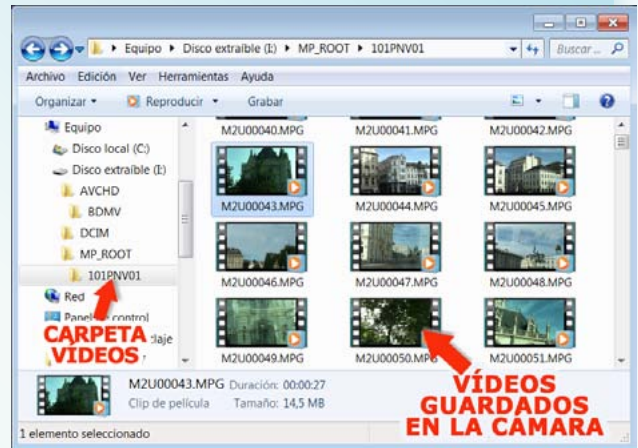 Equipo ▸ Disco extraíble (I:) ▸ MP_ROOT ▸ 101PNV01
Buscar ...
Archivo Edición Ver Herramientas Ayuda
Organizar Reproducir Grabar
Equipo
Disco local (C:)
Disco extraíble (I:)
AVCHD
BDMV
DCIM
MP_ROOT
101PNV01
Red
Panel de control
CARPETA
VÍDEOS
M2U00040.MPG M2U00041.MPG M2U00042.MPG
M2U00043.MPG M2U00044.MPG M2U00045.MPG
M2U00046.MPG M2U00047.MPG M2U00048.MPG
M2U00049.MPG M2U00050.MPG M2U00051.MPG
VÍDEOS
GUARDADOS
EN LA CÁMARA
M2U00043.MPG Duración: 00:00:27
Clip de película Tamaño: 14,5 MB
1 elemento seleccionado